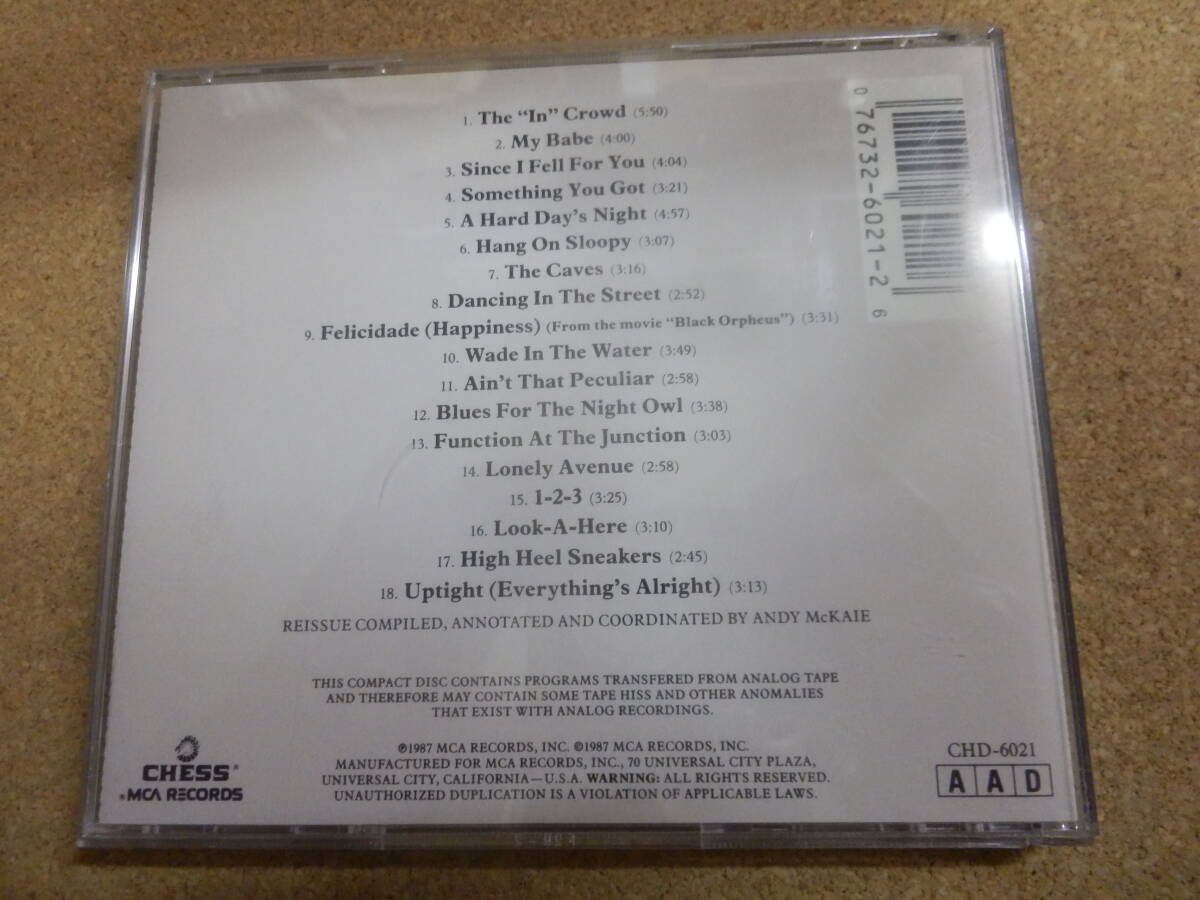 1. The “In” Crowd (5:50)
2. My Babe (4:00)
3. Since I Fell For You (4:04)
4. Something You Got (3:21)
5. A Hard Day's Night (4:57)
6. Hang On Sloopy (3:07)
7. The Caves (3:16)
8. Dancing In The Street (2:52)
9. Felicidade (Happiness) (From the movie “Black Orpheus”) (3:31)
10. Wade In The Water (3:49)
11. Ain't That Peculiar (2:58)
12. Blues For The Night Owl (3:38)
13. Function At The Junction (3:03)
14. Lonely Avenue (2:58)
15. 1-2-3 (3:25)
16. Look-A-Here (3:10)
17. High Heel Sneakers (2:45)
18. Uptight (Everything's Alright) (3:13)
REISSUE COMPILED, ANNOTATED AND COORDINATED BY ANDY McKAIE
THIS COMPACT DISC CONTAINS PROGRAMS TRANSFERED FROM ANALOG TAPE
AND THEREFORE MAY CONTAIN SOME TAPE HISS AND OTHER ANOMALIES
THAT EXIST WITH ANALOG RECORDINGS.
℗1987 MCA RECORDS, INC. ©1987 MCA RECORDS, INC.
MANUFACTURED FOR MCA RECORDS, INC., 70 UNIVERSAL CITY PLAZA,
UNIVERSAL CITY, CALIFORNIA—U.S.A. WARNING: ALL RIGHTS RESERVED.
UNAUTHORIZED DUPLICATION IS A VIOLATION OF APPLICABLE LAWS.
CHESS®
MCA RECORDS
CHD-6021
A A D
0 76732-6021-2 6